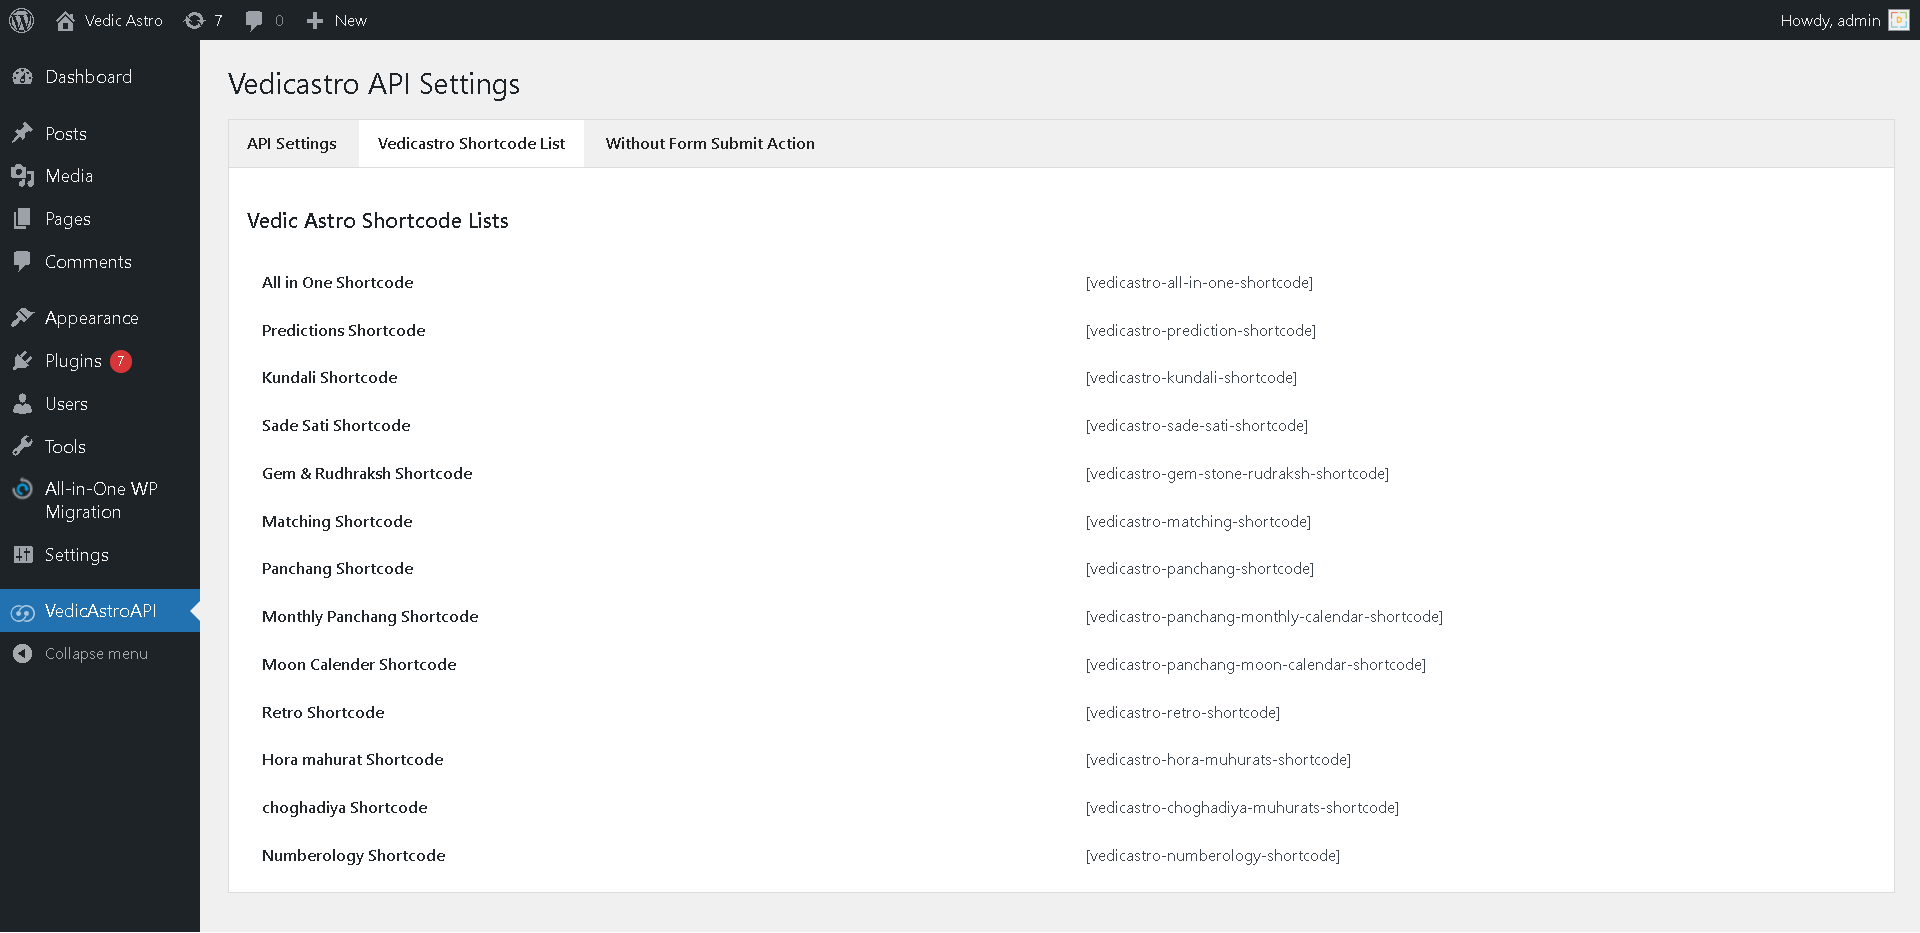 Vedic Astro 7 0 New Howdy, admin
Dashboard
Posts
Media
Pages
Comments
Appearance
Plugins 7
Users
Tools
All-in-One WP
Migration
Settings
VedicAstroAPI
Collapse menu
Vedicastro API Settings
API Settings Vedicastro Shortcode List Without Form Submit Action
Vedic Astro Shortcode Lists
All in One Shortcode [vedicastro-all-in-one-shortcode]
Predictions Shortcode [vedicastro-prediction-shortcode]
Kundali Shortcode [vedicastro-kundali-shortcode]
Sade Sati Shortcode [vedicastro-sade-sati-shortcode]
Gem & Rudhraksh Shortcode [vedicastro-gem-stone-rudraksh-shortcode]
Matching Shortcode [vedicastro-matching-shortcode]
Panchang Shortcode [vedicastro-panchang-shortcode]
Monthly Panchang Shortcode [vedicastro-panchang-monthly-calendar-shortcode]
Moon Calender Shortcode [vedicastro-panchang-moon-calendar-shortcode]
Retro Shortcode [vedicastro-retro-shortcode]
Hora mahurat Shortcode [vedicastro-hora-muhurats-shortcode]
choghadiya Shortcode [vedicastro-choghadiya-muhurats-shortcode]
Numberology Shortcode [vedicastro-numberology-shortcode]